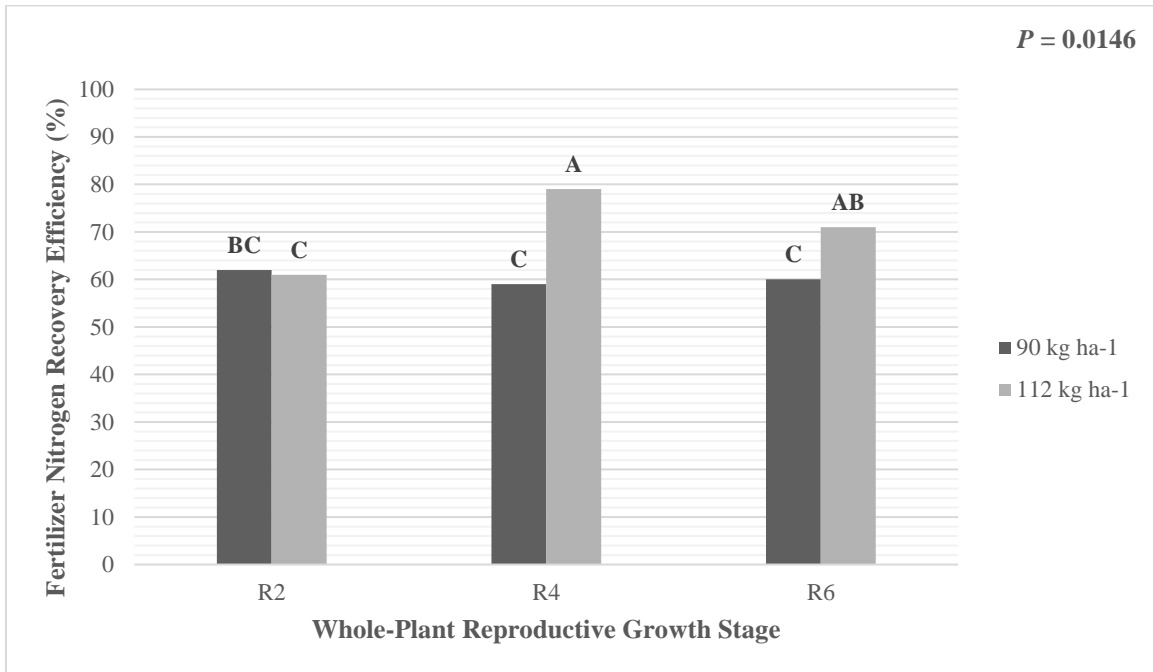 P = 0.0146
Fertilizer Nitrogen Recovery Efficiency (%)
100
90
80
70
60
50
40
30
20
10
0
BC
C
C
A
C
AB
R2
R4
R6
Whole-Plant Reproductive Growth Stage
90 kg ha-1
112 kg ha-1